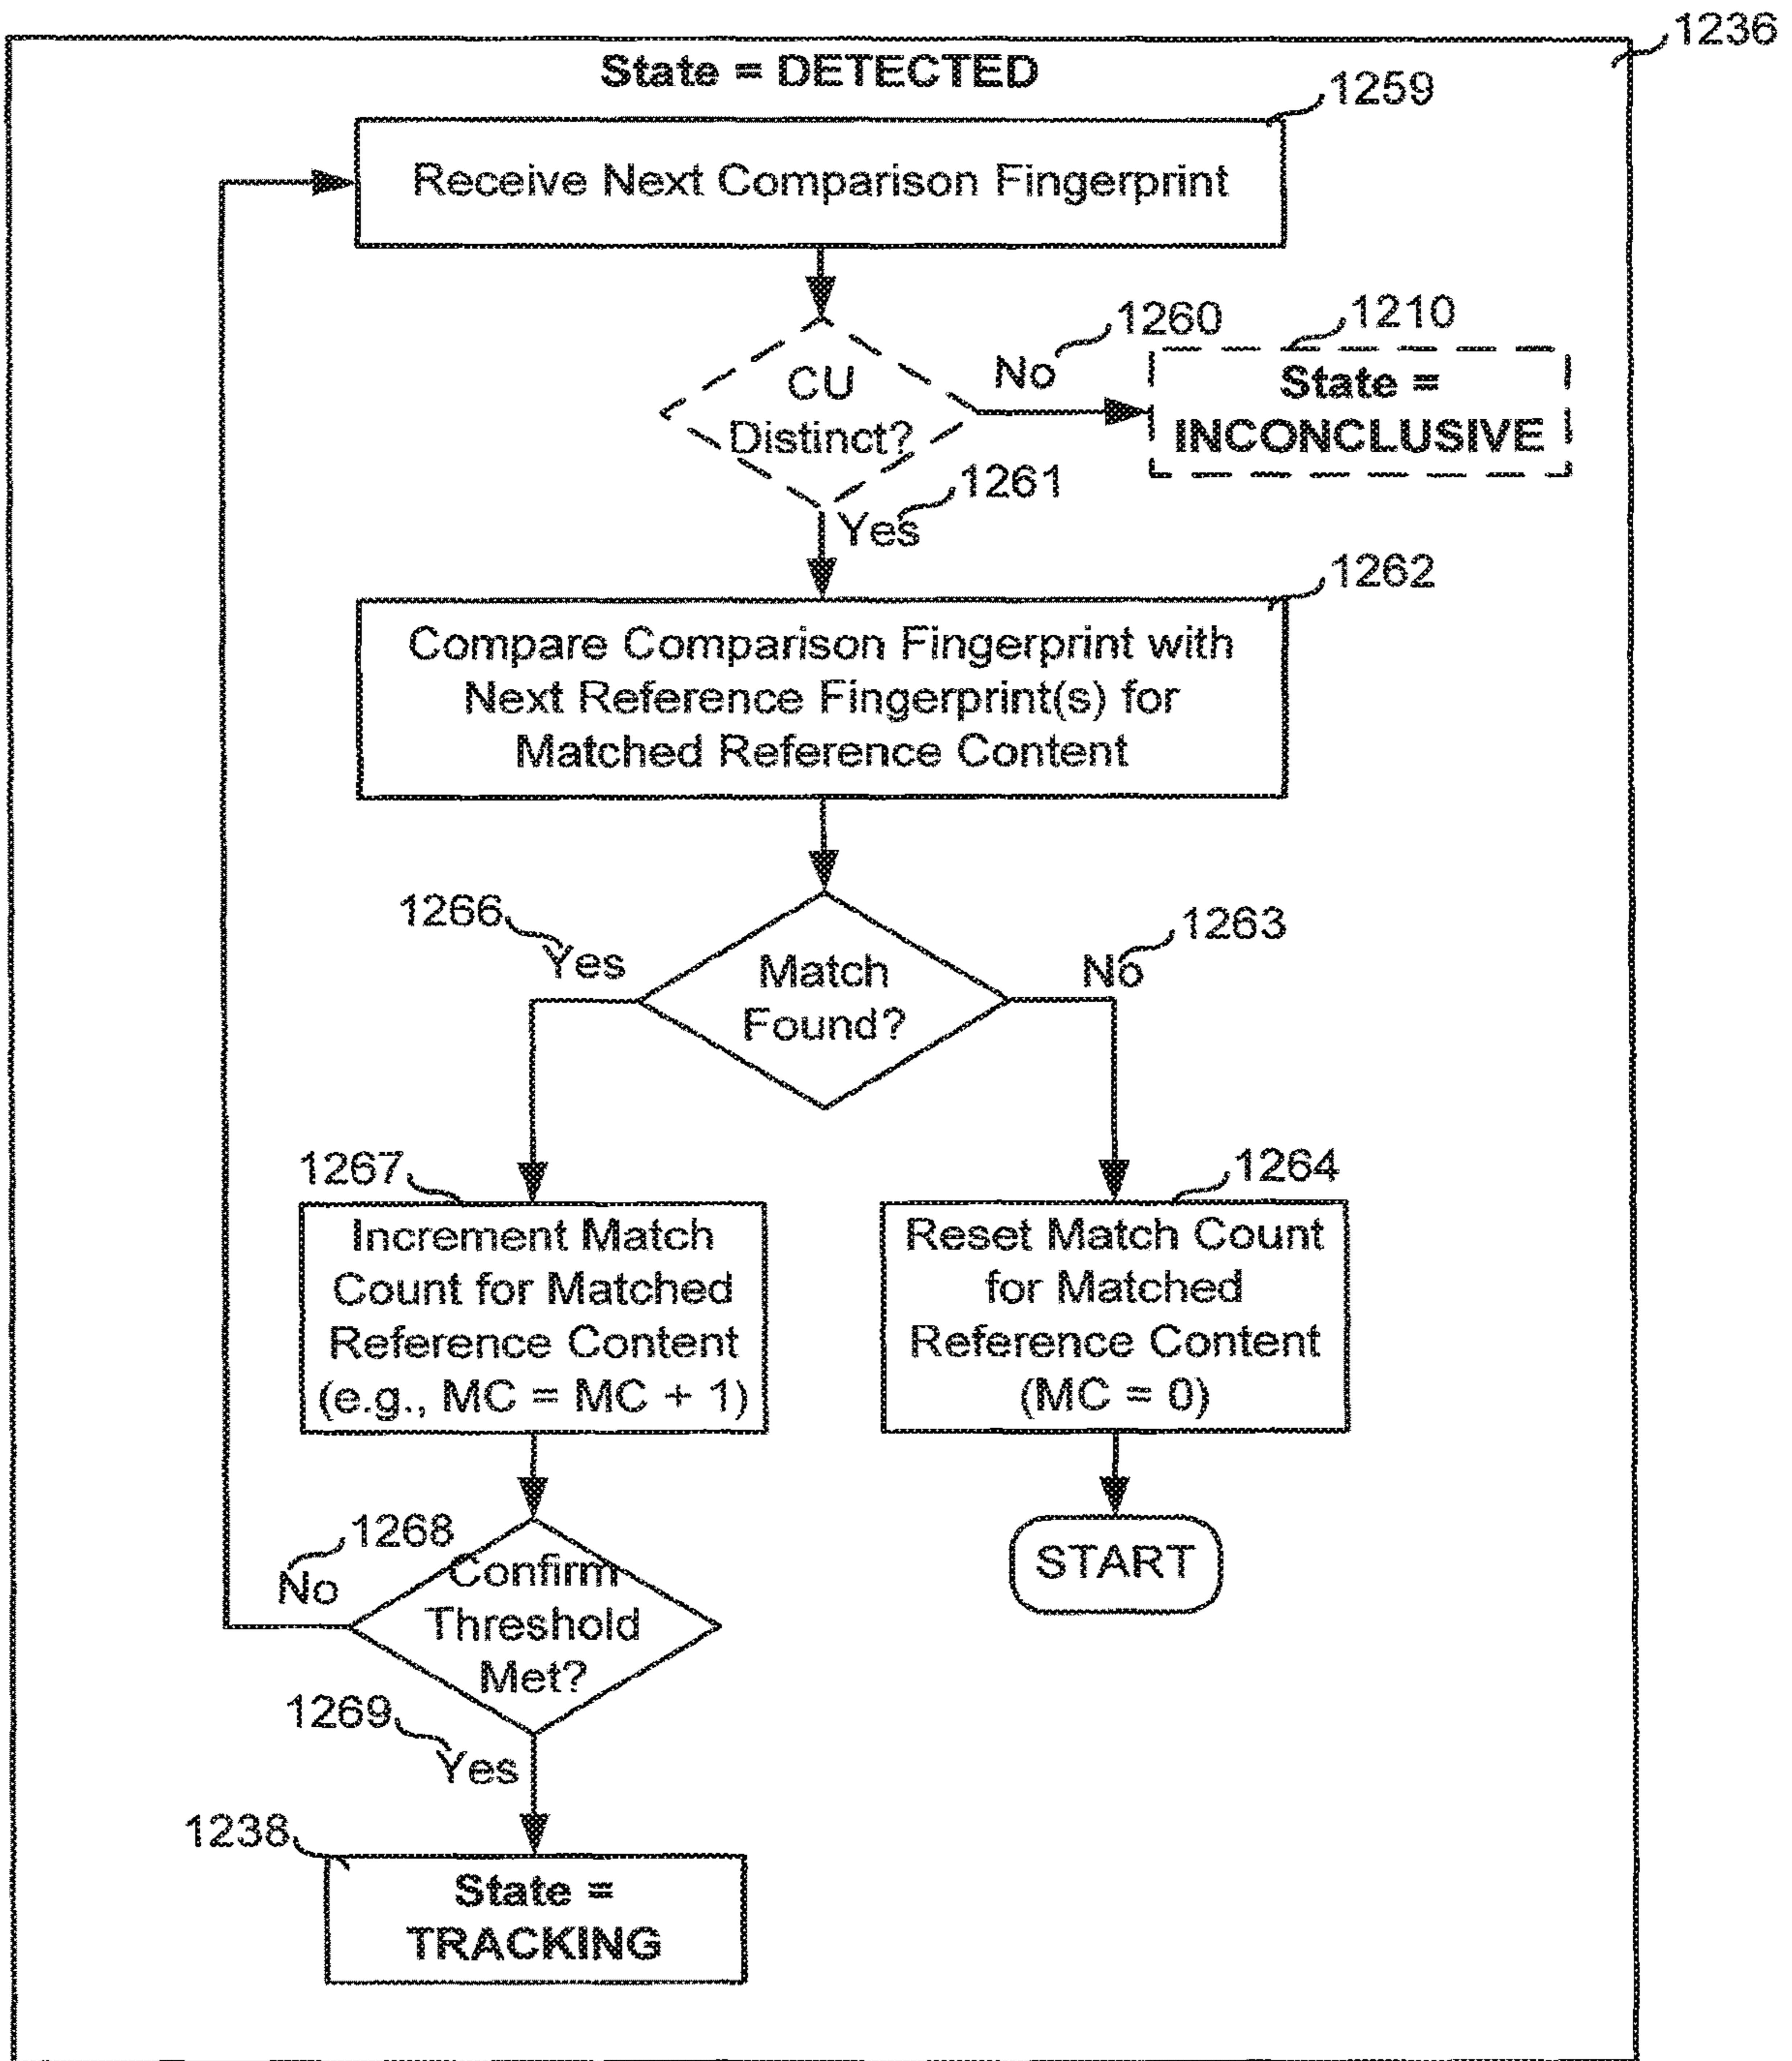 1236
State = DETECTED
1259
Receive Next Comparison Fingerprint
1260
1210
CU
Distinct?
No
State =
INCONCLUSIVE
1261
Yes
1262
Compare Comparison Fingerprint with
Next Reference Fingerprint(s) for
Matched Reference Content
1266
Yes
1263
No
Match
Found?
1267
Increment Match
Count for Matched
Reference Content
(e.g., MC = MC + 1)
1264
Reset Match Count
for Matched
Reference Content
(MC = 0)
1268
No
Confirm
Threshold
Met?
START
1269
Yes
1238
State =
TRACKING